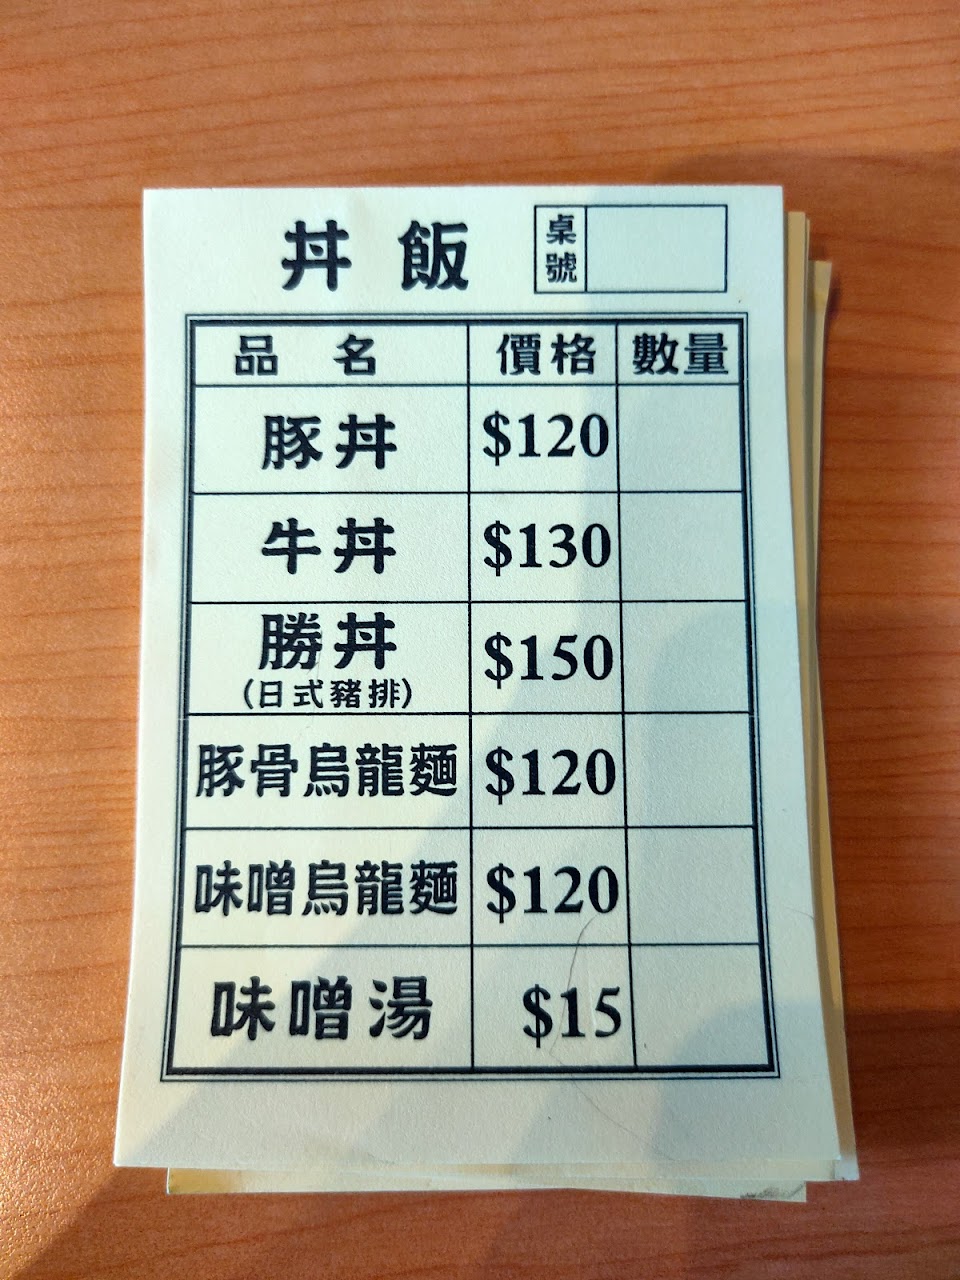 丼飯
桌號
品名 價格 數量
豚丼 $120
牛丼 $130
勝丼 $150
(日式豬排)
豚骨烏龍麵 $120
味噌烏龍麵 $120
味噌湯 $15